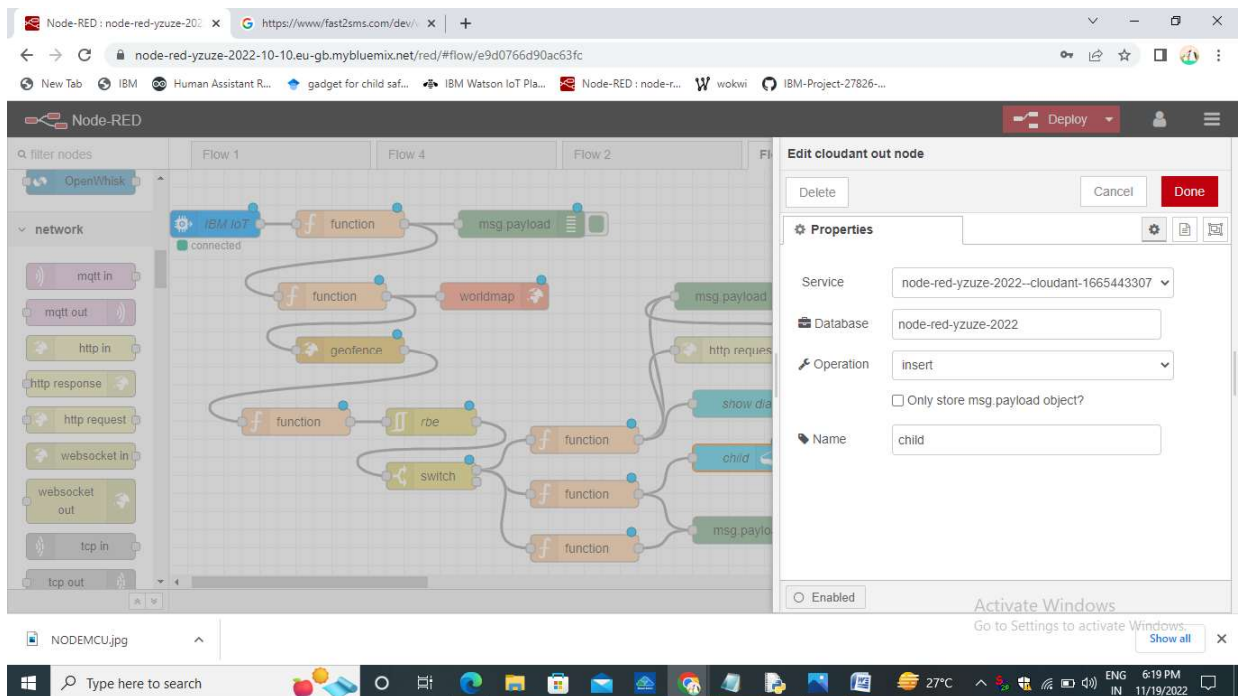 Node-RED : node-red-yzuze-202
https://www/fast2sms.com/dev/
node-red-yzuze-2022-10-10.eu-gb.mybluemix.net/red/#flow/e9d0766d90ac63fc
New Tab IBM Human Assistant R... gadget for child saf... IBM Watson IoT Pla... Node-RED : node-r... wokwi IBM-Project-27826-...
Node-RED
Deploy
filter nodes
OpenWhisk
network
mqtt in
mqtt out
http in
http response
http request
websocket in
websocket
out
tcp in
tcp out
Flow 1 Flow 4 Flow 2 Fl
IBM IoT
connected
function
msg.payload
function
worldmap
geofence
function
rbe
switch
function
function
function
msg.payload
http reques
show dia
child
msg.paylo
Edit cloudant out node
Delete Cancel Done
Properties
Service node-red-yzuze-2022--cloudant-1665443307
Database node-red-yzuze-2022
Operation insert
Only store msg.payload object?
Name child
Enabled
Activate Windows
Go to Settings to activate Windows.
NODEMCU.jpg
Show all
Type here to search
27°C
ENG
IN
6:19 PM
11/19/2022